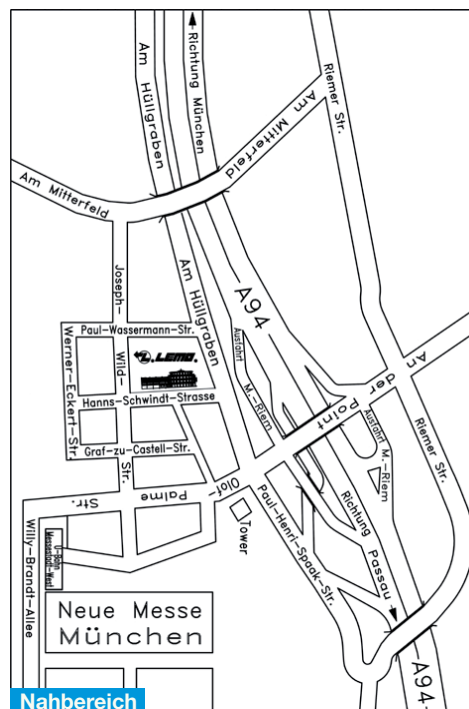 Am Hüllgraben
Richtung München
Riemer Str.
Am Mitterfeld
Am Mitterfeld
Joseph-Wild-Str.
Am Hüllgraben
A94
Paul-Wassermann-Str.
LEMO.
Ausfahrt M.-Riem
An der Point
Werner-Eckert-Str.
Hanns-Schwindt-Strasse
Graf-zu-Castell-Str.
Ausfahrt M.-Riem
Riemer Str.
Olof-Palme Str.
Tower
Paul-Henri-Spaak-Str.
Richtung Passau
Willy-Brandt-Allee
U-Bahn
Messestadt-West
Neue Messe
München
A94
Nahbereich